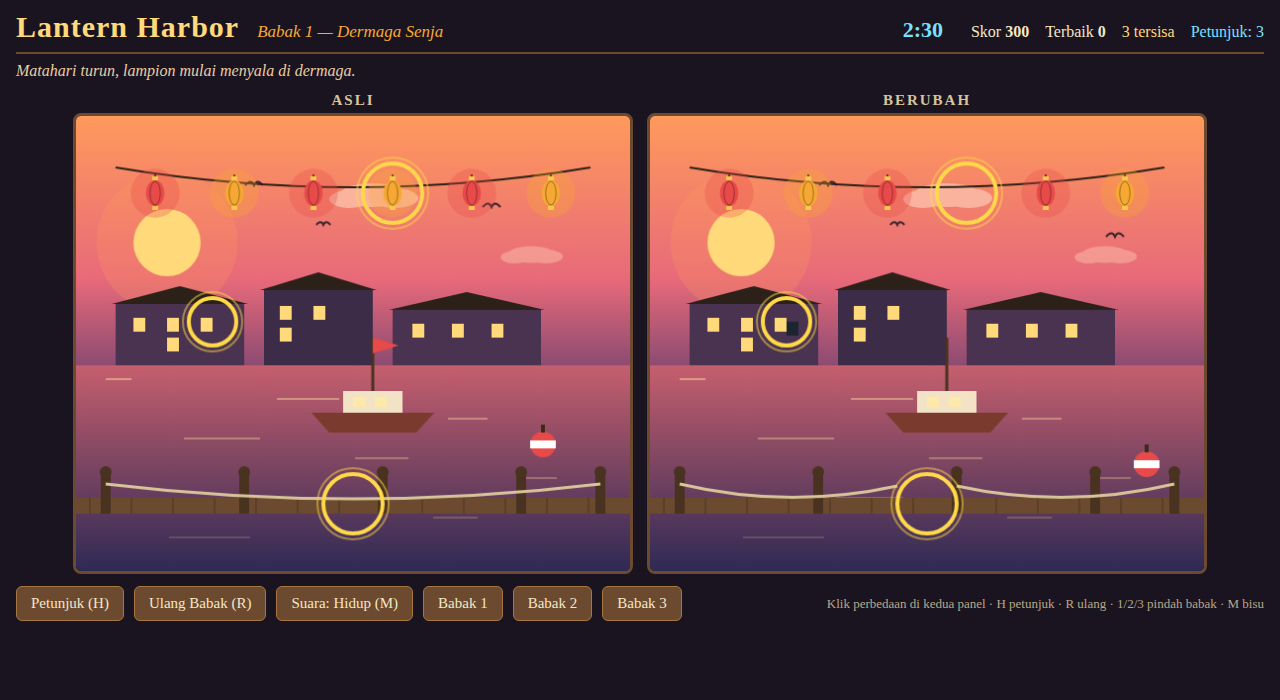 Lantern Harbor Babak 1 — Dermaga Senja 2:30 Skor 300 Terbaik 0 3 tersisa Petunjuk: 3
Matahari turun, lampion mulai menyala di dermaga.
ASLI BERUBAH
Petunjuk (H) Ulang Babak (R) Suara: Hidup (M) Babak 1 Babak 2 Babak 3 Klik perbedaan di kedua panel · H petunjuk · R ulang · 1/2/3 pindah babak · M bisu